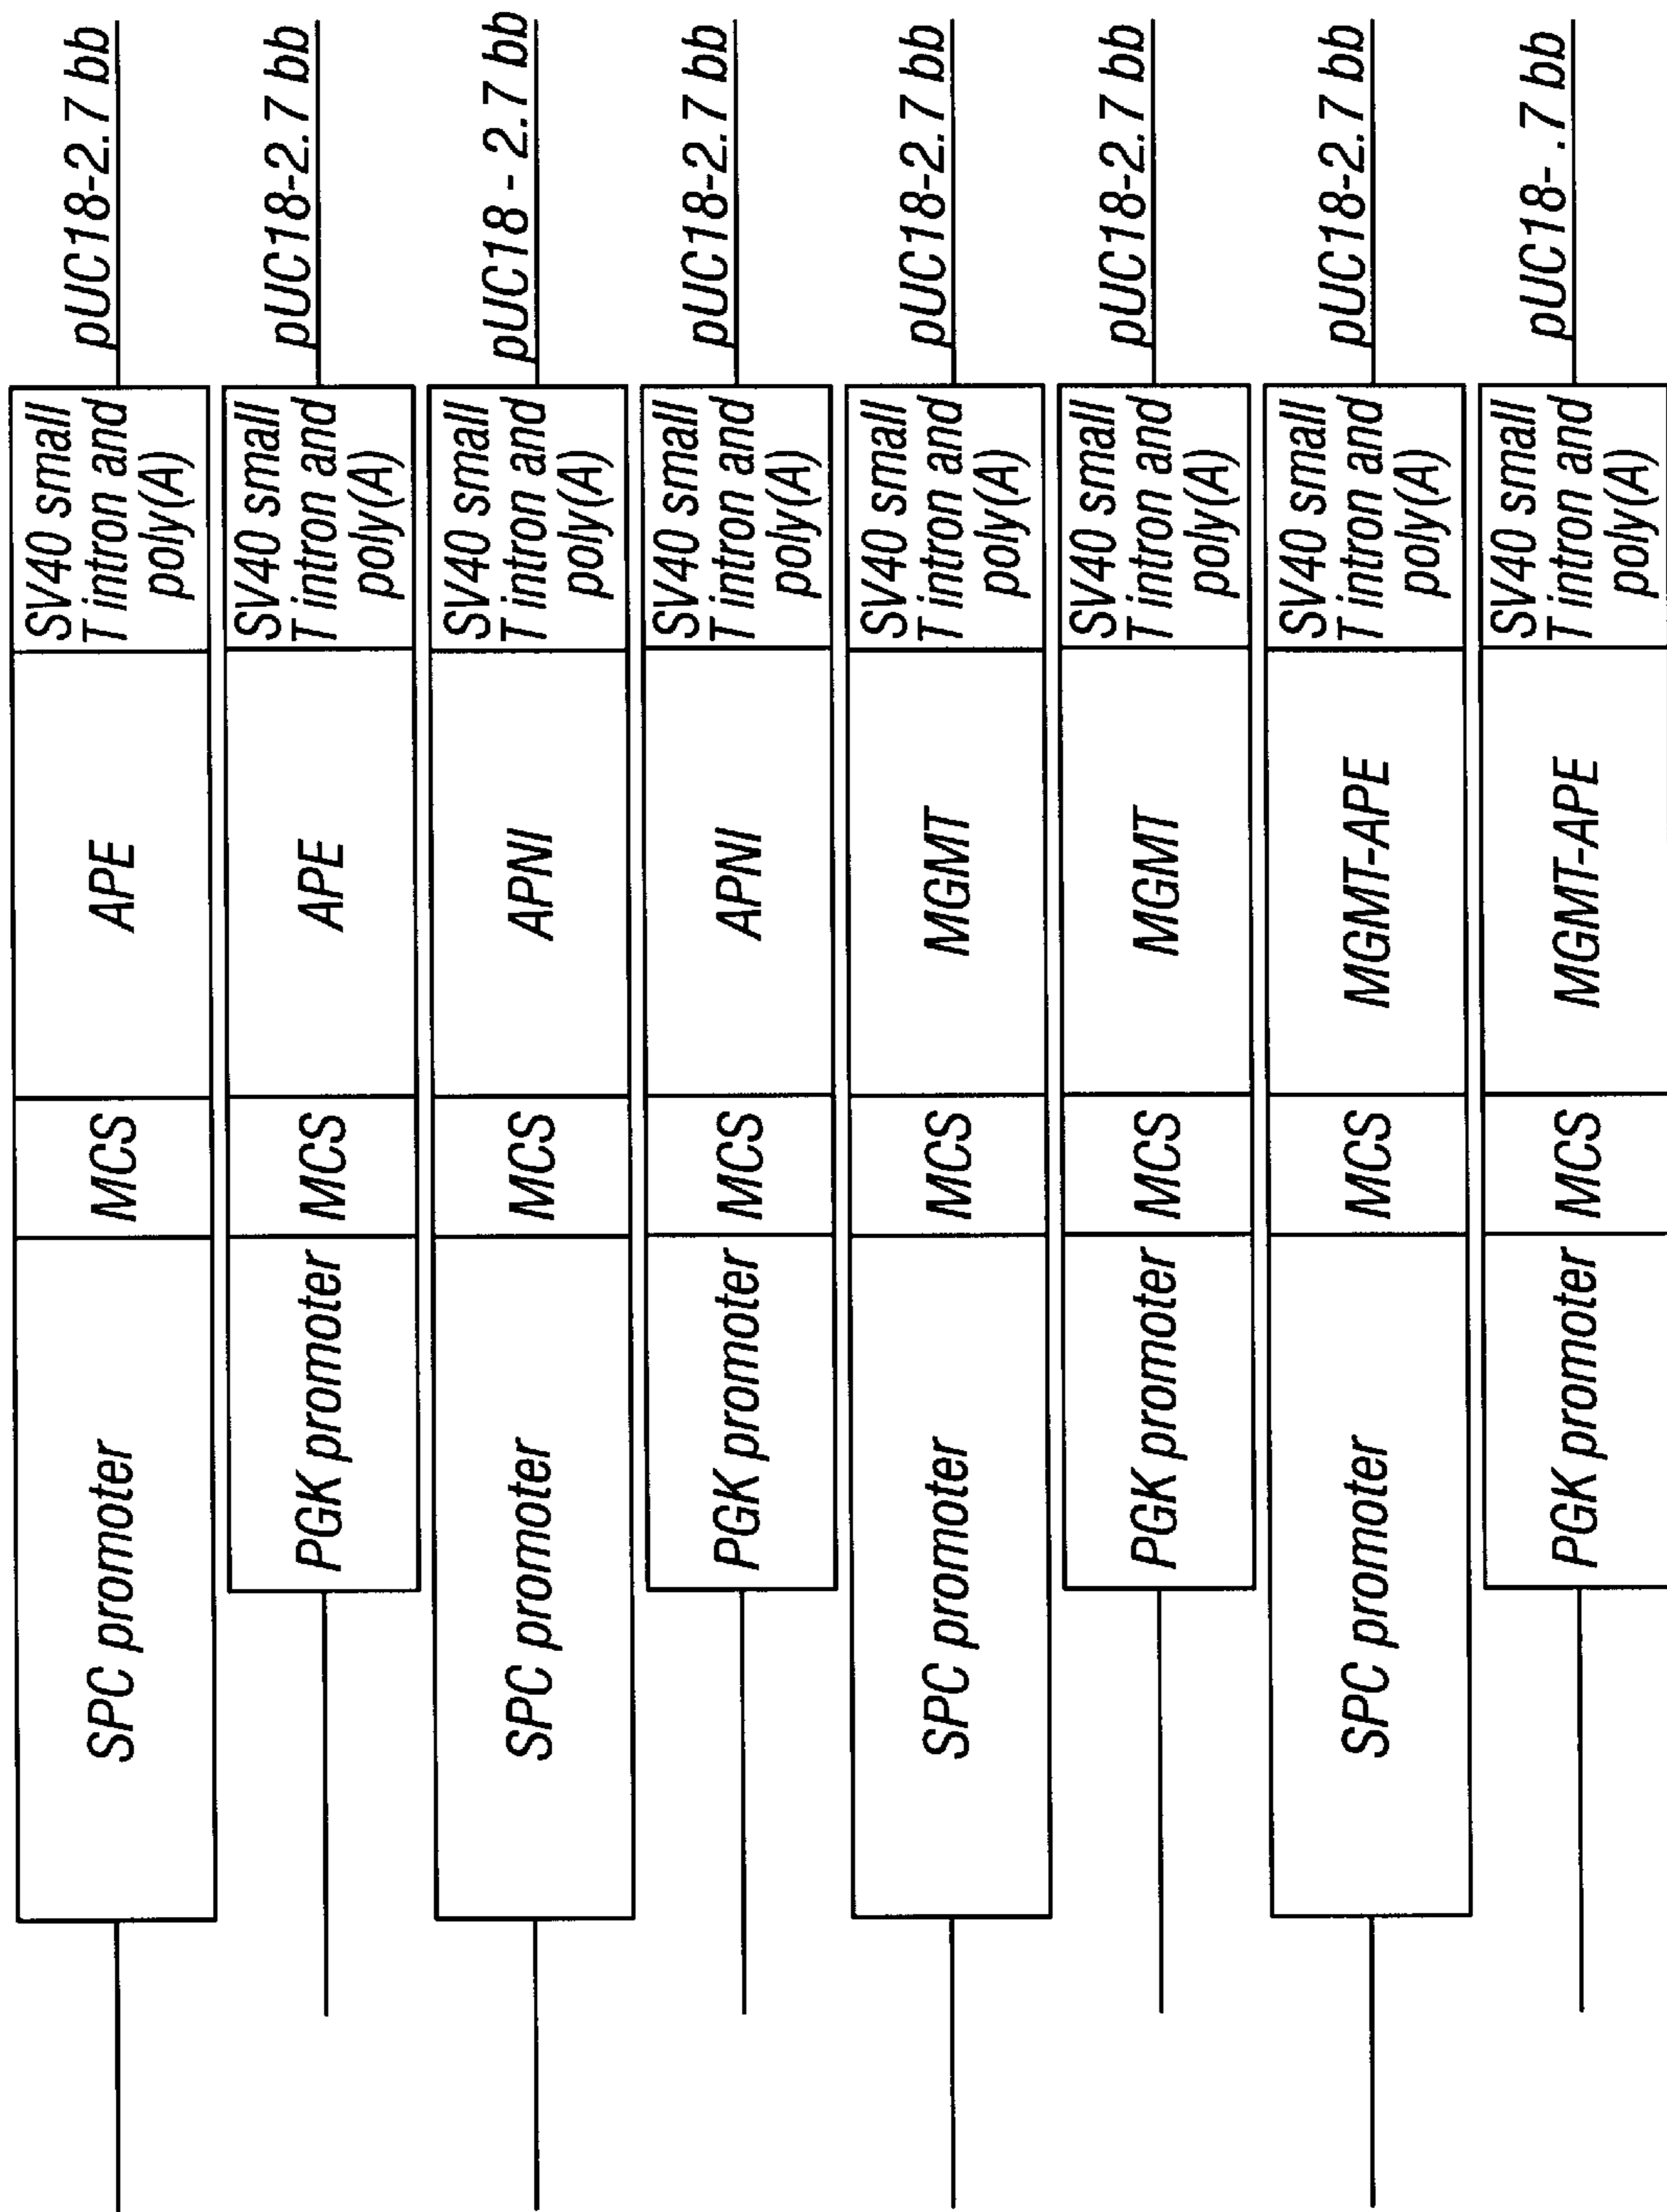 SPC promoter
MCS
APE
SV40 small
T intron and
poly(A)
pUC18-2.7 bb
PGK promoter
MCS
APE
SV40 small
T intron and
poly(A)
pUC18-2.7 bb
SPC promoter
MCS
APNI
SV40 small
T intron and
poly(A)
pUC18 - 2.7 bb
PGK promoter
MCS
APNI
SV40 small
T intron and
poly(A)
pUC18-2.7 bb
SPC promoter
MCS
MGMT
SV40 small
T intron and
poly(A)
pUC18-2.7 bb
PGK promoter
MCS
MGMT
SV40 small
T intron and
poly(A)
pUC18-2.7 bb
SPC promoter
MCS
MGMT-APE
SV40 small
T intron and
poly(A)
pUC18-2.7 bb
PGK promoter
MCS
MGMT-APE
SV40 small
T intron and
poly(A)
pUC18- .7 bb